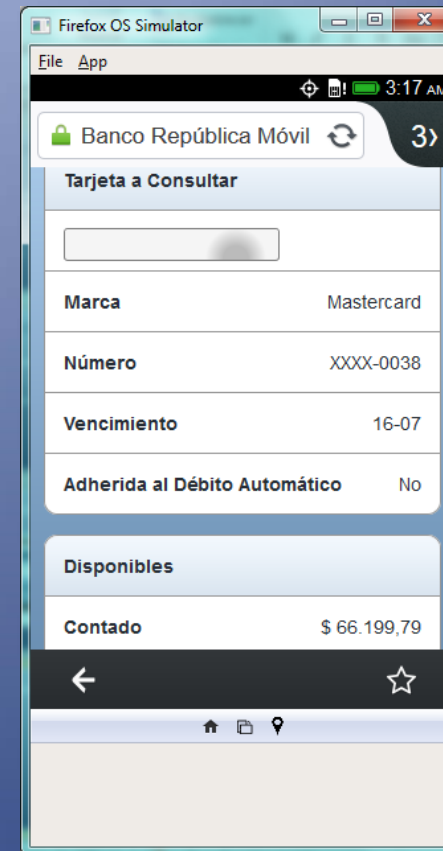 Firefox OS Simulator
File App
3:17 AM
Banco República Móvil 3
Tarjeta a Consultar
Marca Mastercard
Número XXXX-0038
Vencimiento 16-07
Adherida al Débito Automático No
Disponibles
Contado $ 66.199,79